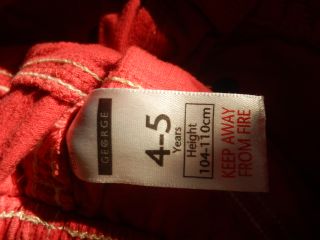 GEORGE
4-5
Years
Height
104-110cm
KEEP AWAY
FROM FIRE